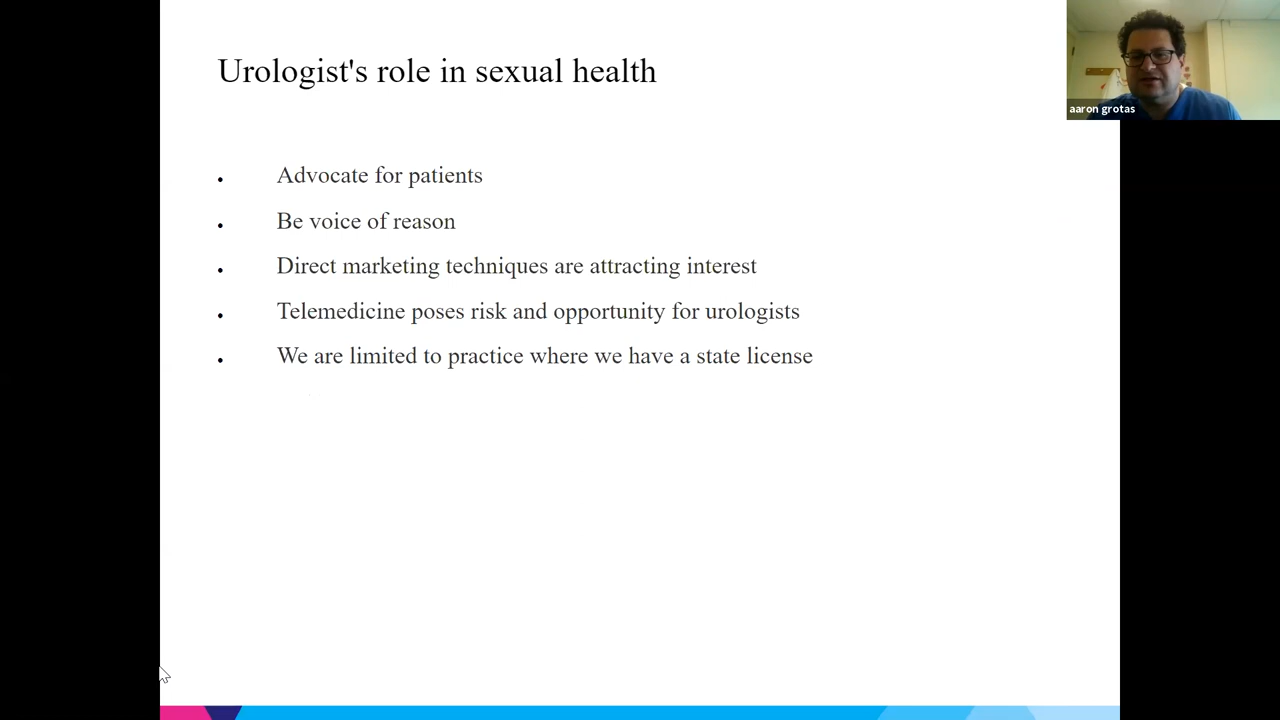 Urologist's role in sexual health
aaron grotas
• Advocate for patients
• Be voice of reason
• Direct marketing techniques are attracting interest
• Telemedicine poses risk and opportunity for urologists
• We are limited to practice where we have a state license